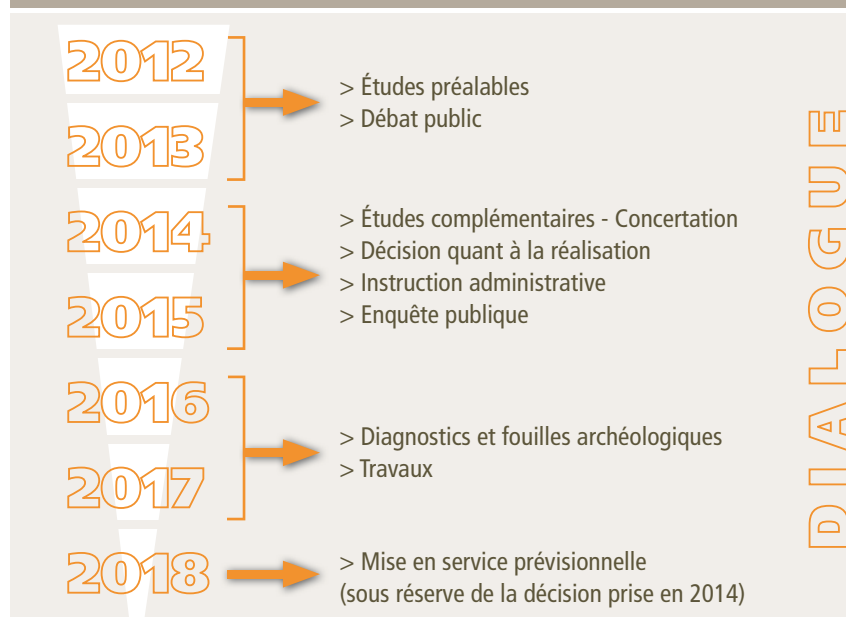 2012
2013
> Études préalables
> Débat public
2014
2015
> Études complémentaires - Concertation
> Décision quant à la réalisation
> Instruction administrative
> Enquête publique
2016
2017
> Diagnostics et fouilles archéologiques
> Travaux
2018
> Mise en service prévisionnelle
(sous réserve de la décision prise en 2014)
DIALOGUE